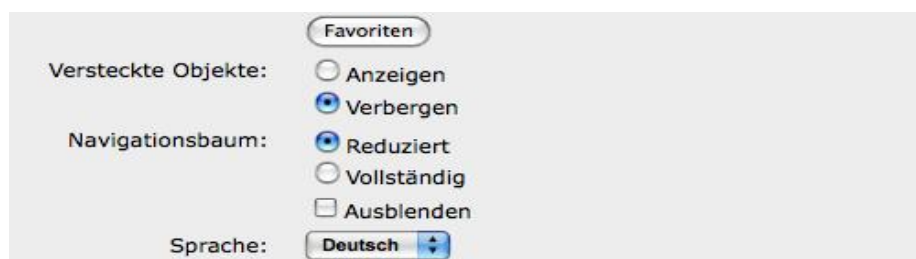 Favoriten
Versteckte Objekte: Anzeigen
Verbergen
Navigationsbaum: Reduziert
Vollständig
Ausblenden
Sprache: Deutsch